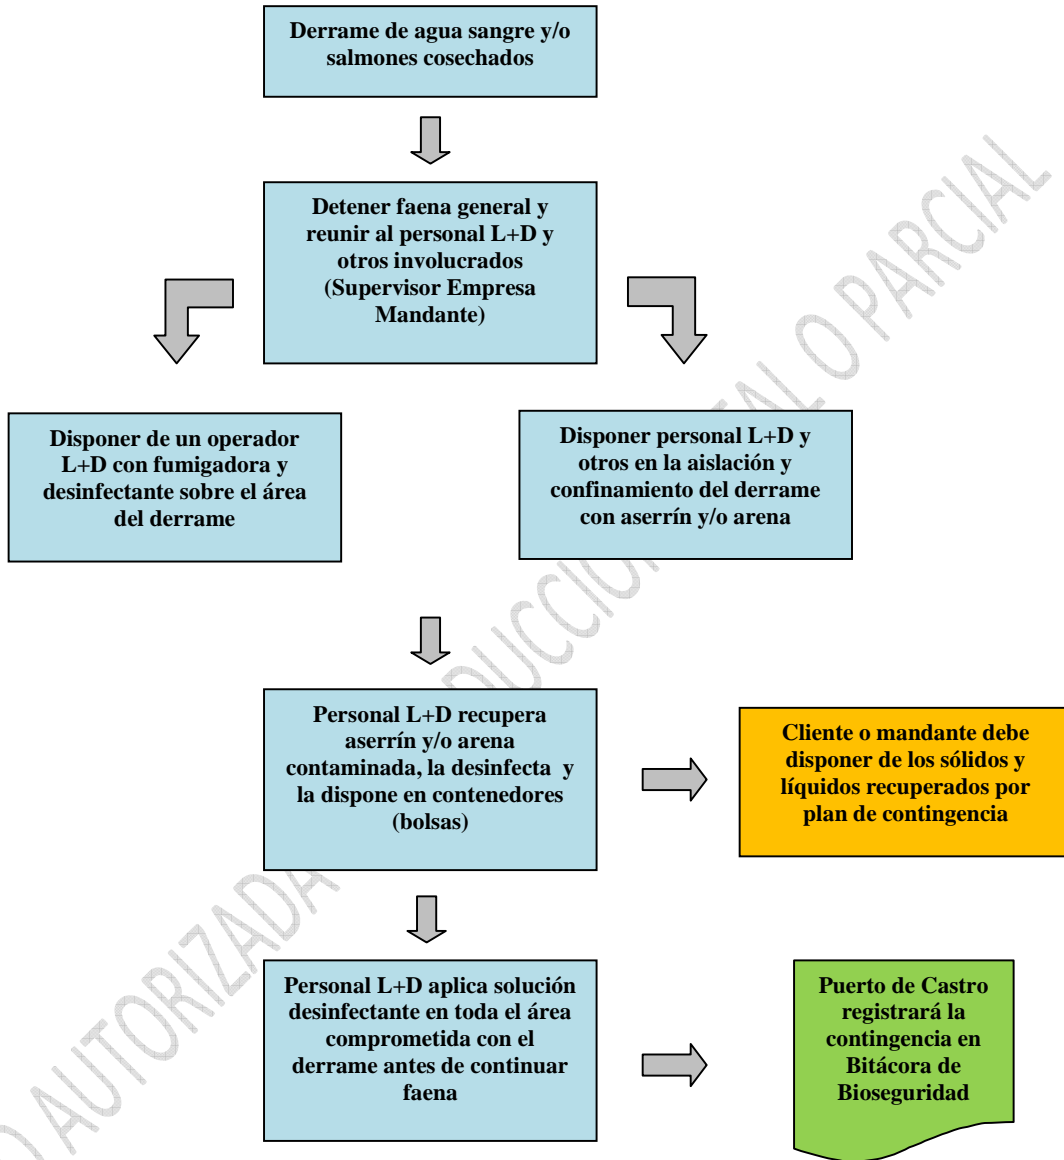 Derrame de agua sangre y/o
salmones cosechados
Detener faena general y
reunir al personal L+D y
otros involucrados
(Supervisor Empresa
Mandante)
Disponer de un operador
L+D con fumigadora y
desinfectante sobre el área
del derrame
Disponer personal L+D y
otros en la aislación y
confinamiento del derrame
con aserrín y/o arena
Personal L+D recupera
aserrín y/o arena
contaminada, la desinfecta y
la dispone en contenedores
(bolsas)
Cliente o mandante debe
disponer de los sólidos y
líquidos recuperados por
plan de contingencia
Personal L+D aplica solución
desinfectante en toda el área
comprometida con el
derrame antes de continuar
faena
Puerto de Castro
registrará la
contingencia en
Bitácora de
Bioseguridad
AUTORIZADA O PARCIAL